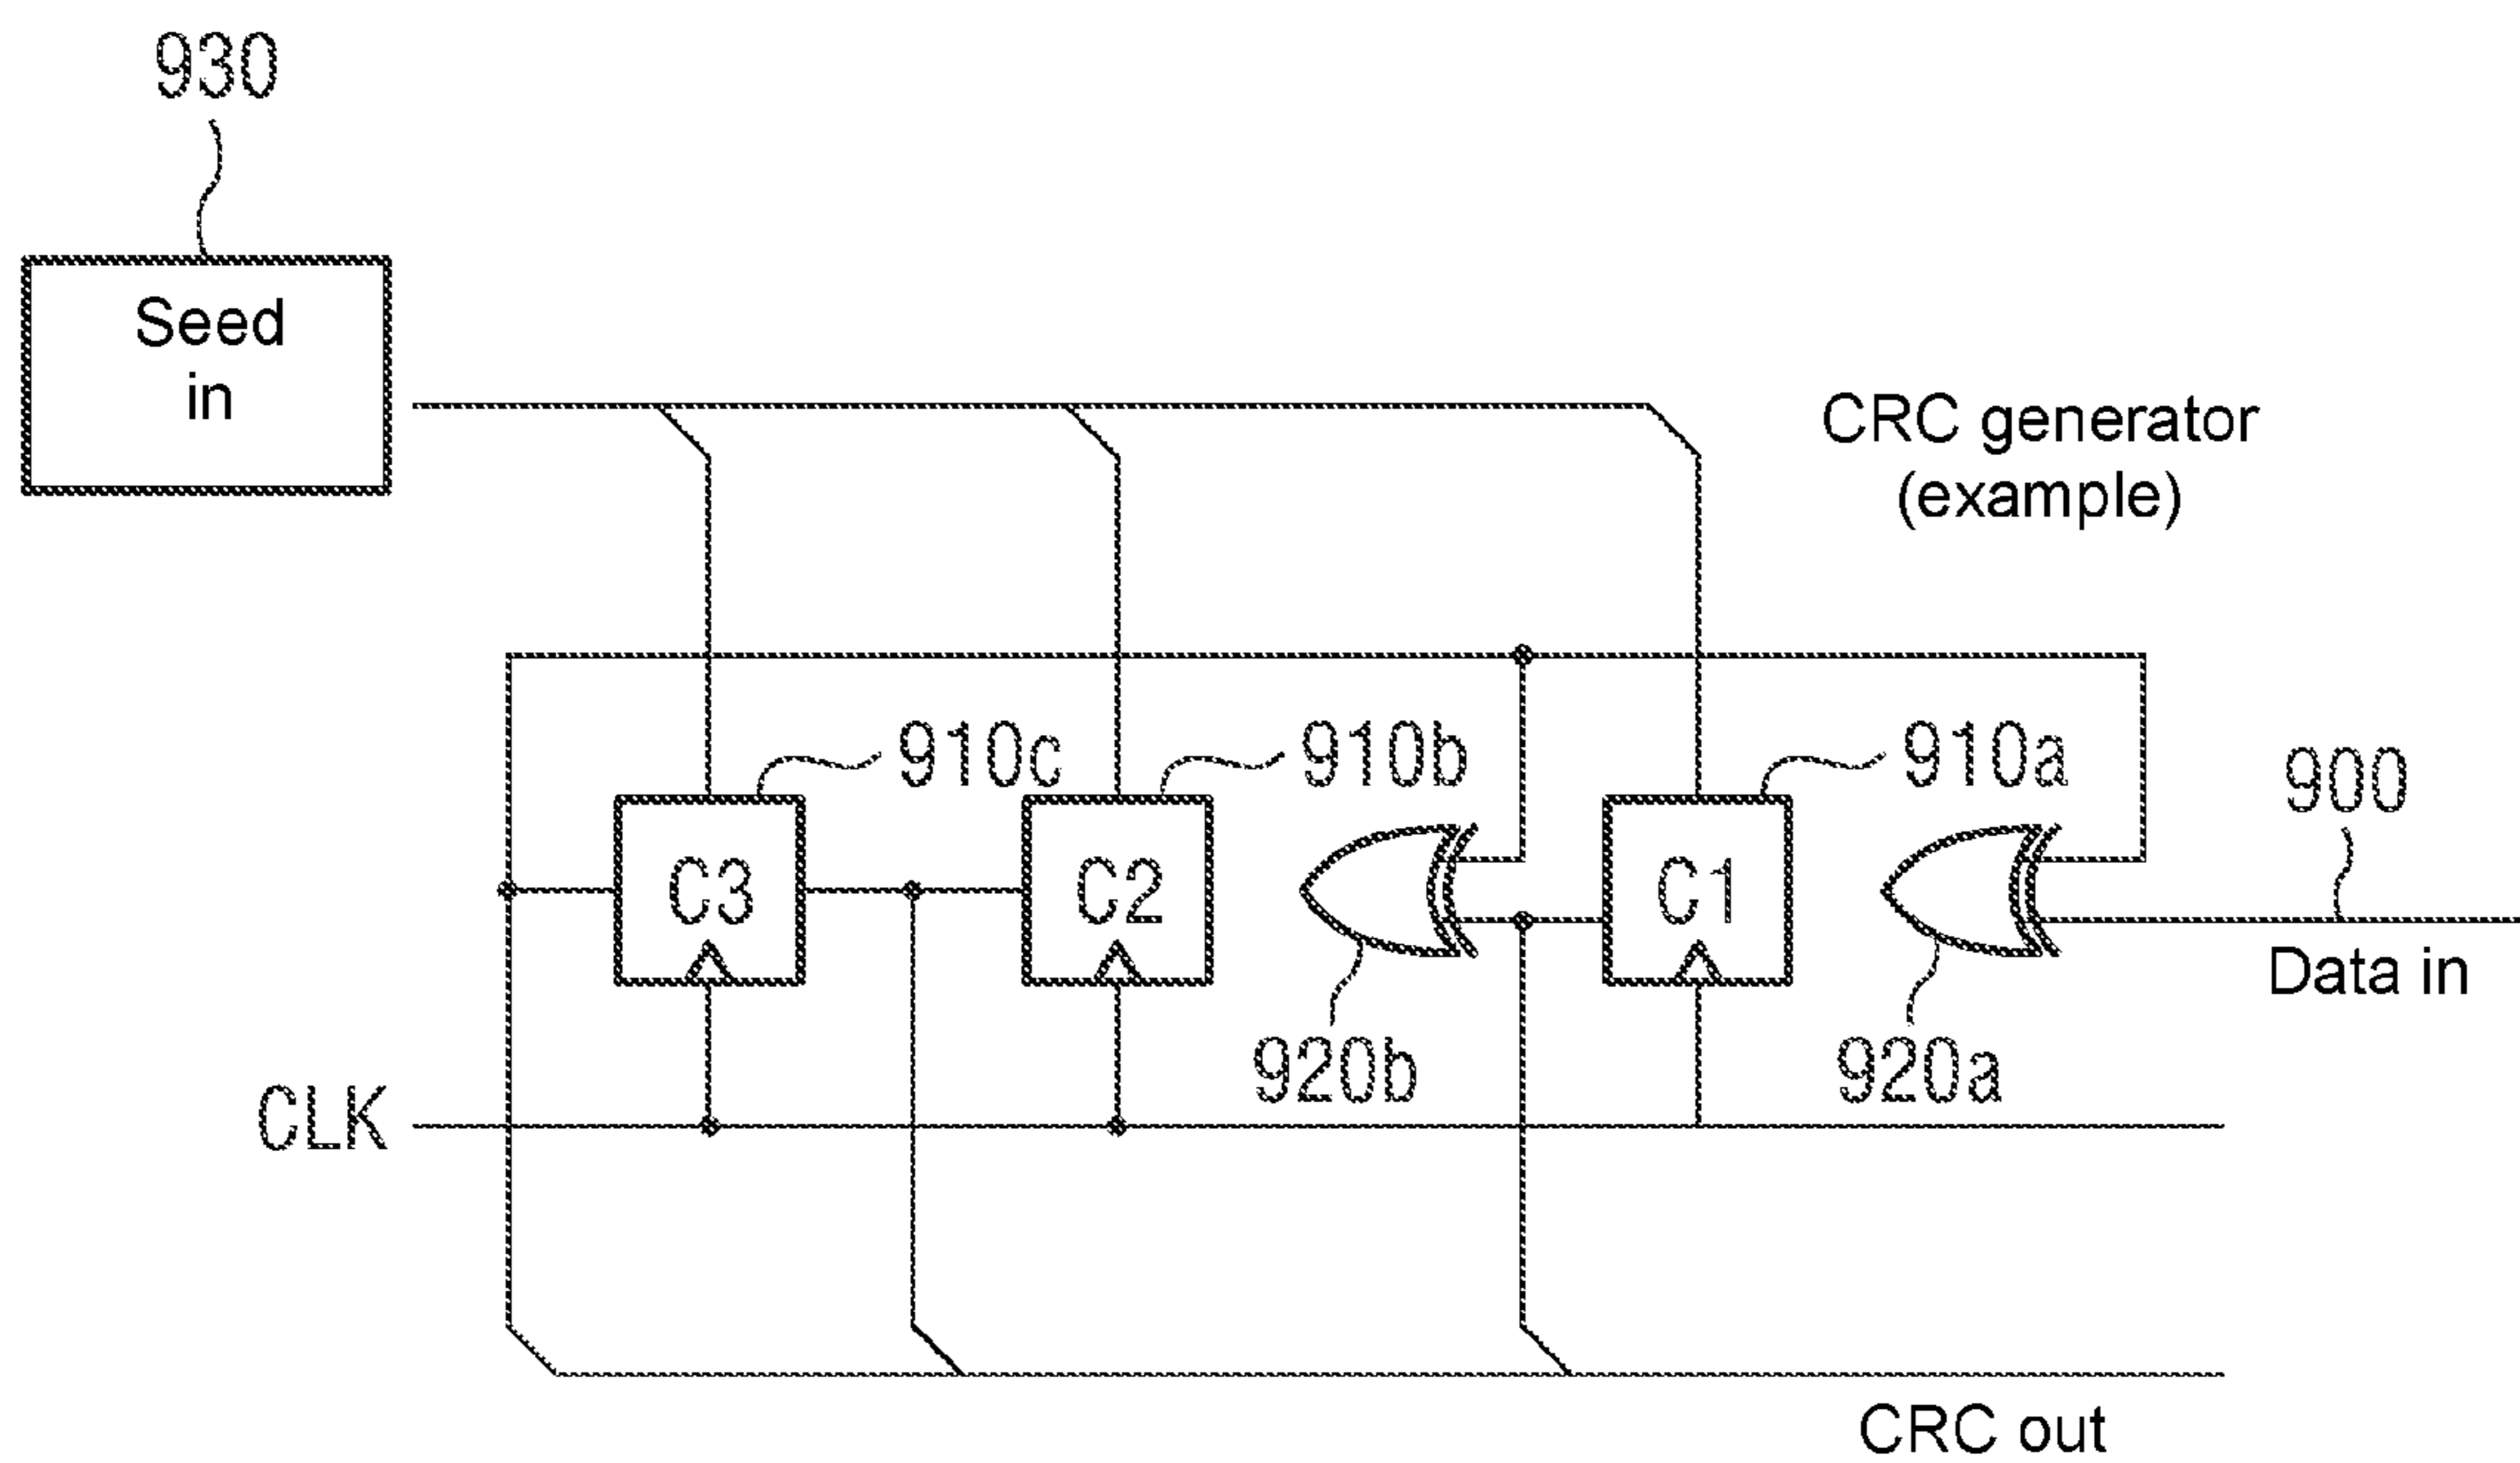 930
Seed
in
CRC generator
(example)
910c
910b
910a
900
C3
C2
C1
Data in
920b
920a
CLK
CRC out